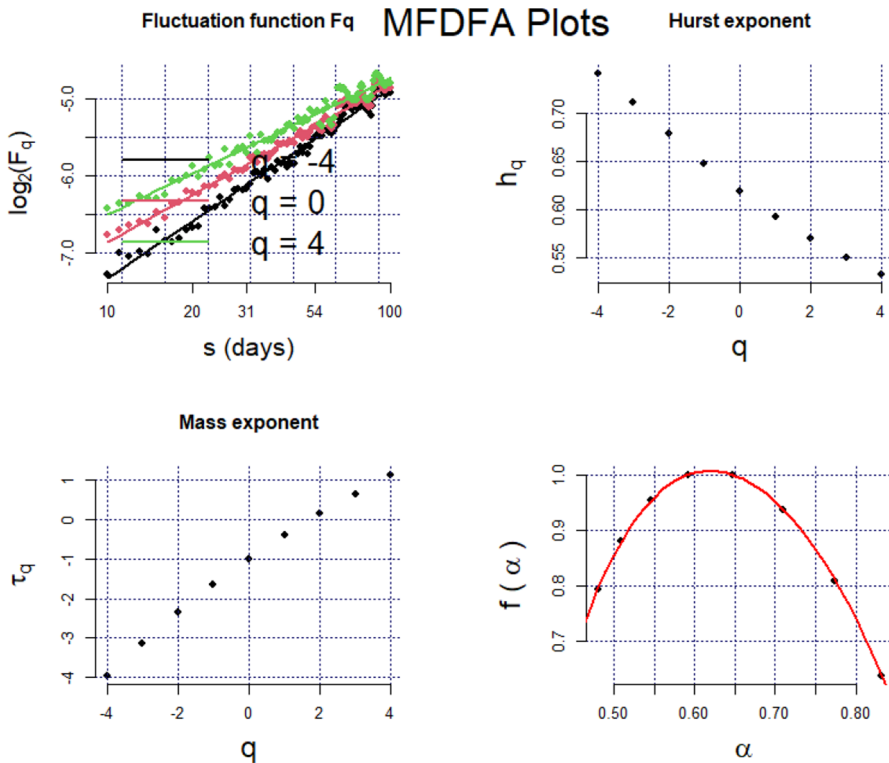 MFDFA Plots
Fluctuation function Fq
log₂(F_q)
-5.0
-6.0
-7.0
q = -4
q = 0
q = 4
10 20 31 54 100
s (days)
Hurst exponent
h_q
0.70
0.65
0.60
0.55
-4 -2 0 2 4
q
Mass exponent
τ_q
1
0
-1
-2
-3
-4
-4 -2 0 2 4
q
f ( α )
1.0
0.9
0.8
0.7
0.50 0.60 0.70 0.80
α